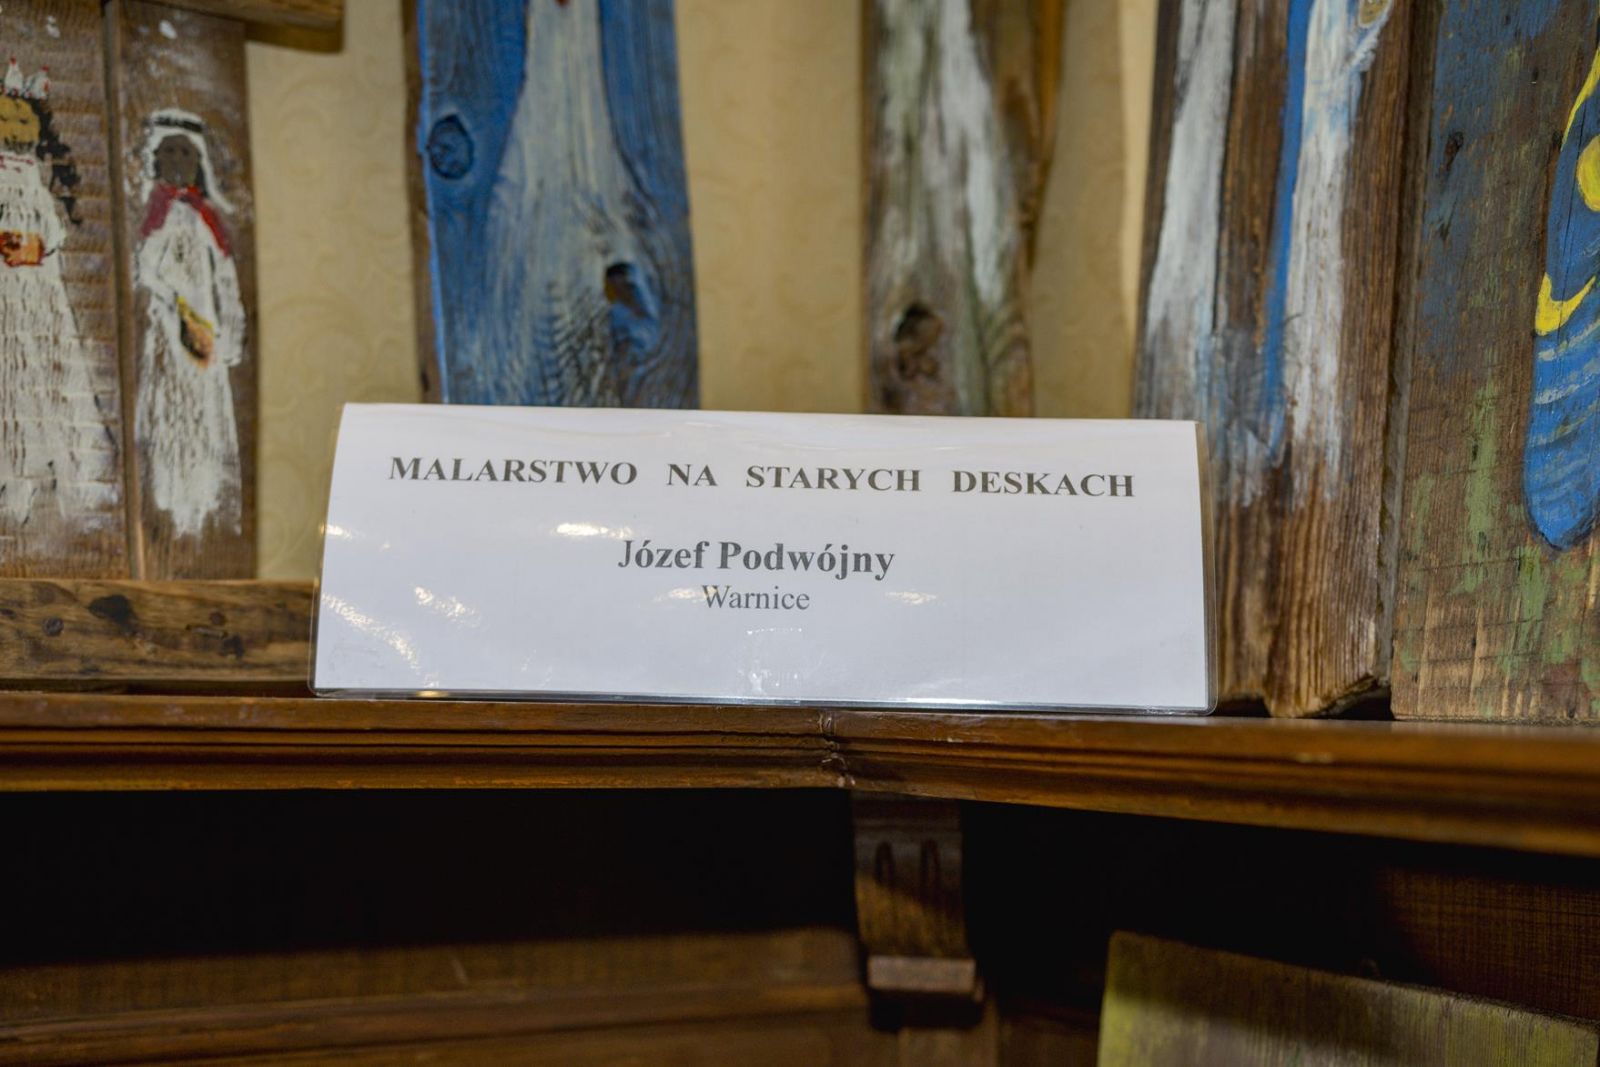 MALARSTWO NA STARYCH DESKACH
Józef Podwójny
Warnice